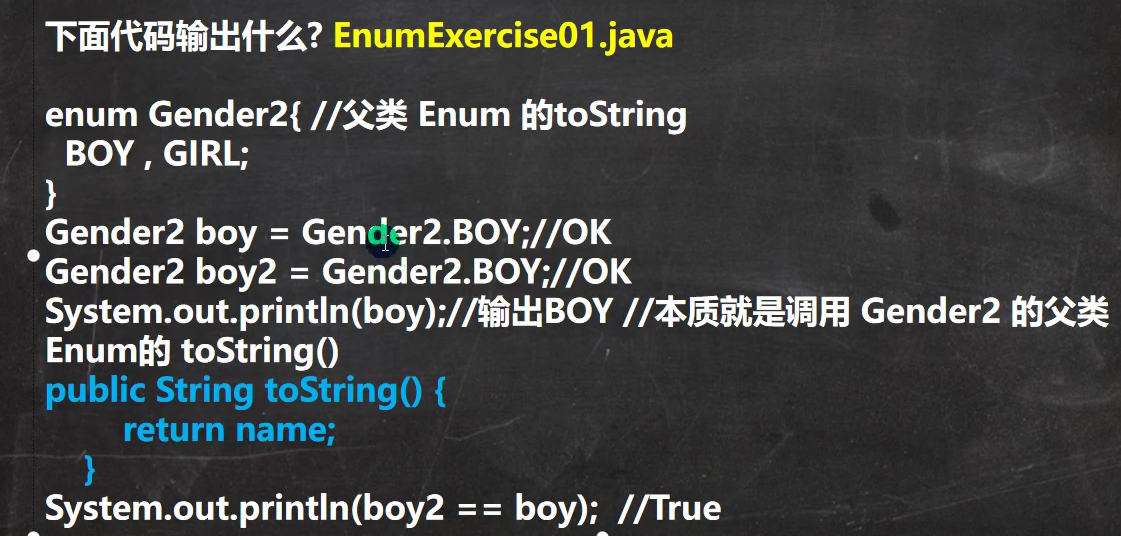 下面代码输出什么? EnumExercise01.java
enum Gender2{ //父类 Enum 的toString
BOY , GIRL;
}
Gender2 boy = Gender2.BOY;//OK
Gender2 boy2 = Gender2.BOY;//OK
System.out.println(boy);//输出BOY //本质就是调用 Gender2 的父类
Enum的 toString()
public String toString() {
return name;
}
System.out.println(boy2 == boy); //True